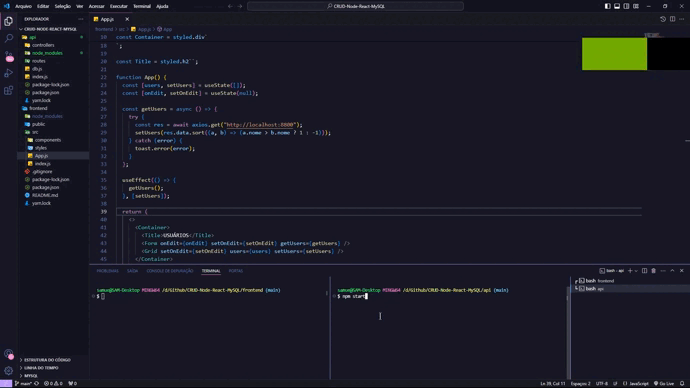 Arquivo Editar Seleção Ver Acessar Executar Terminal Ajuda
CRUD-Node-React-MySQL
EXPLORADOR
CRUD-NODE-REACT-MYSQL
api
controllers
node_modules
routes
db.js
index.js
package-lock.json
package.json
yarn.lock
frontend
node_modules
public
src
components
styles
App.js
index.js
.gitignore
package-lock.json
package.json
README.md
yarn.lock
ESTRUTURA DO CÓDIGO
LINHA DO TEMPO
MYSQL
App.js
frontend > src > App.js > App
const Container = styled.div`
19 `;
20
const Title = styled.h2``;
21
22 function App() {
23 const [users, setUsers] = useState([]);
24 const [onEdit, setOnEdit] = useState(null);
25
26 const getUsers = async () => {
27 try {
28 const res = await axios.get("http://localhost:8800");
29 setUsers(res.data.sort((a, b) => (a.nome > b.nome ? 1 : -1)));
30 } catch (error) {
31 toast.error(error);
32 }
33 };
34
35 useEffect(() => {
36 getUsers();
37 }, [setUsers]);
38
39 return (
40 <>
41 <Container>
42 <Title>USUÁRIOS</Title>
43 <Form onEdit={onEdit} setOnEdit={setOnEdit} getUsers={getUsers} />
44 <Grid setOnEdit={setOnEdit} users={users} setUsers={setUsers} />
45 </Container>
PROBLEMAS SAÍDA CONSOLE DE DEPURAÇÃO TERMINAL PORTAS
bash - api
samue@SAM-Desktop MINGW64 /d/Github/CRUD-Node-React-MySQL/frontend (main)
$
samue@SAM-Desktop MINGW64 /d/Github/CRUD-Node-React-MySQL/api (main)
$ npm start
bash frontend
bash api
main* 0 0 0 Ln 39, Col 11 Espaços: 2 UTF-8 LF {} JavaScript Go Live